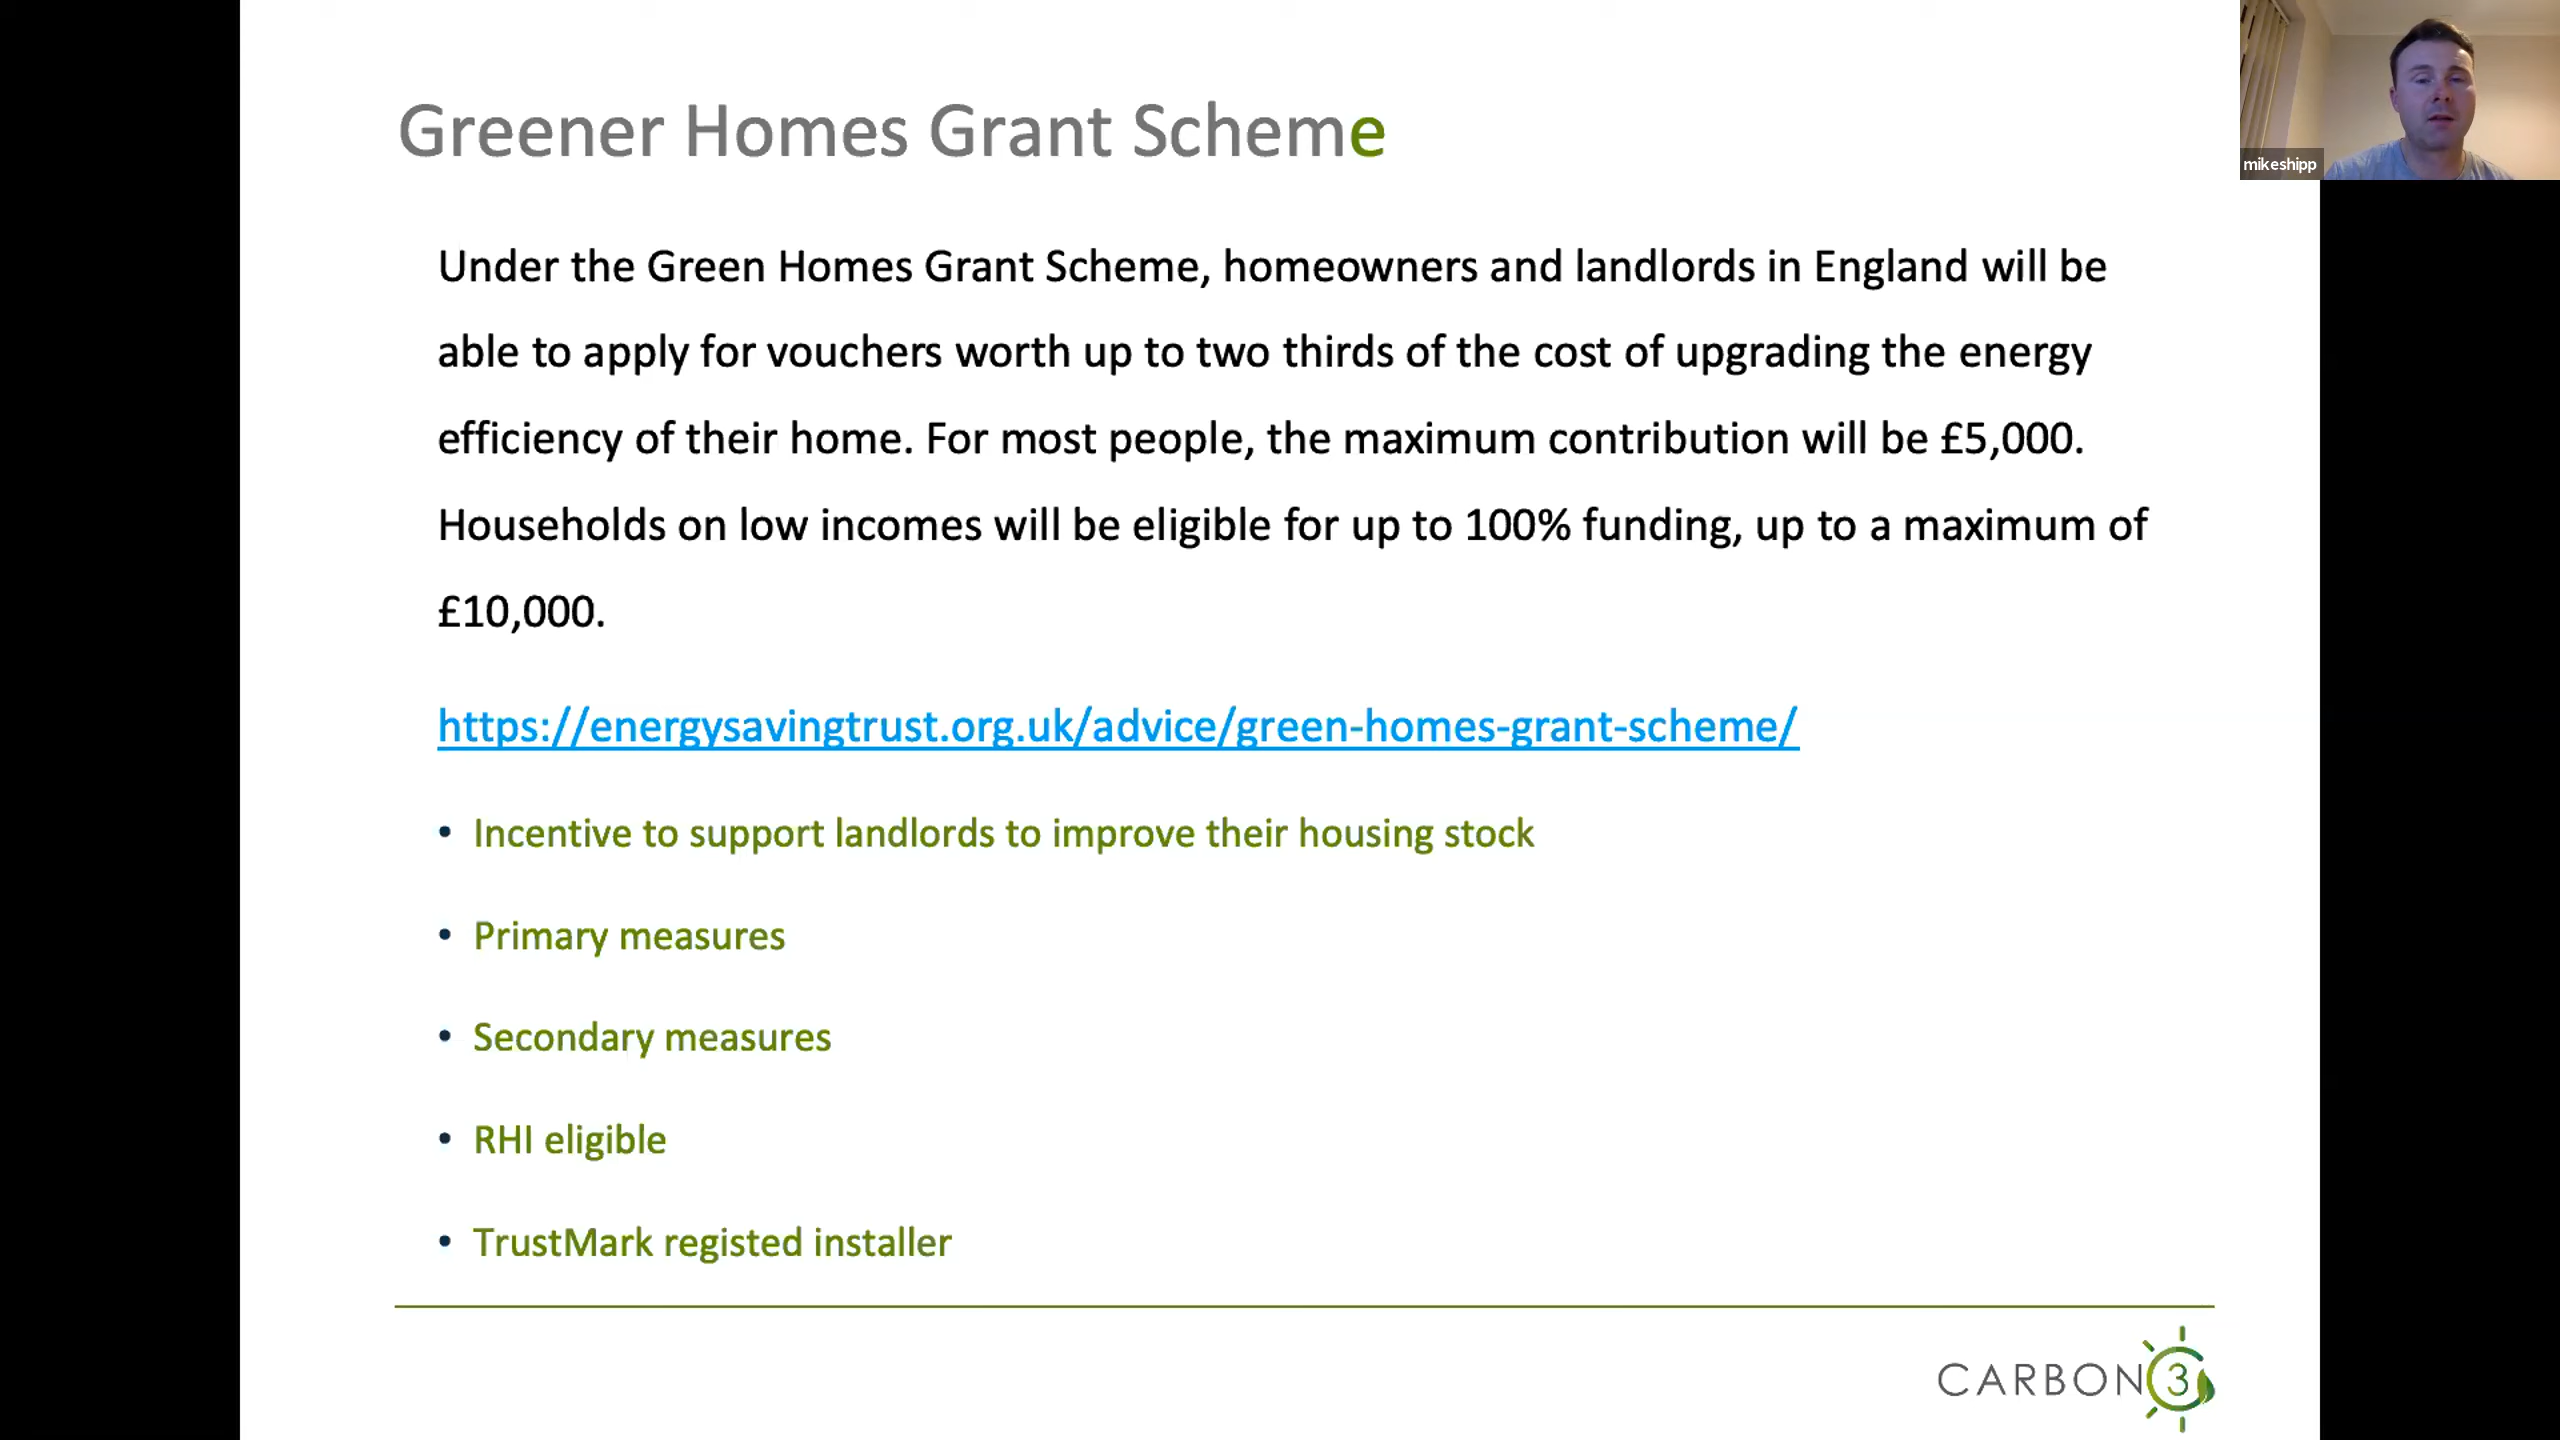 Greener Homes Grant Scheme
mikeshipp
Under the Green Homes Grant Scheme, homeowners and landlords in England will be
able to apply for vouchers worth up to two thirds of the cost of upgrading the energy
efficiency of their home. For most people, the maximum contribution will be £5,000.
Households on low incomes will be eligible for up to 100% funding, up to a maximum of
£10,000.
https://energysavingtrust.org.uk/advice/green-homes-grant-scheme/
• Incentive to support landlords to improve their housing stock
• Primary measures
• Secondary measures
• RHI eligible
• TrustMark registed installer
CARBON 3